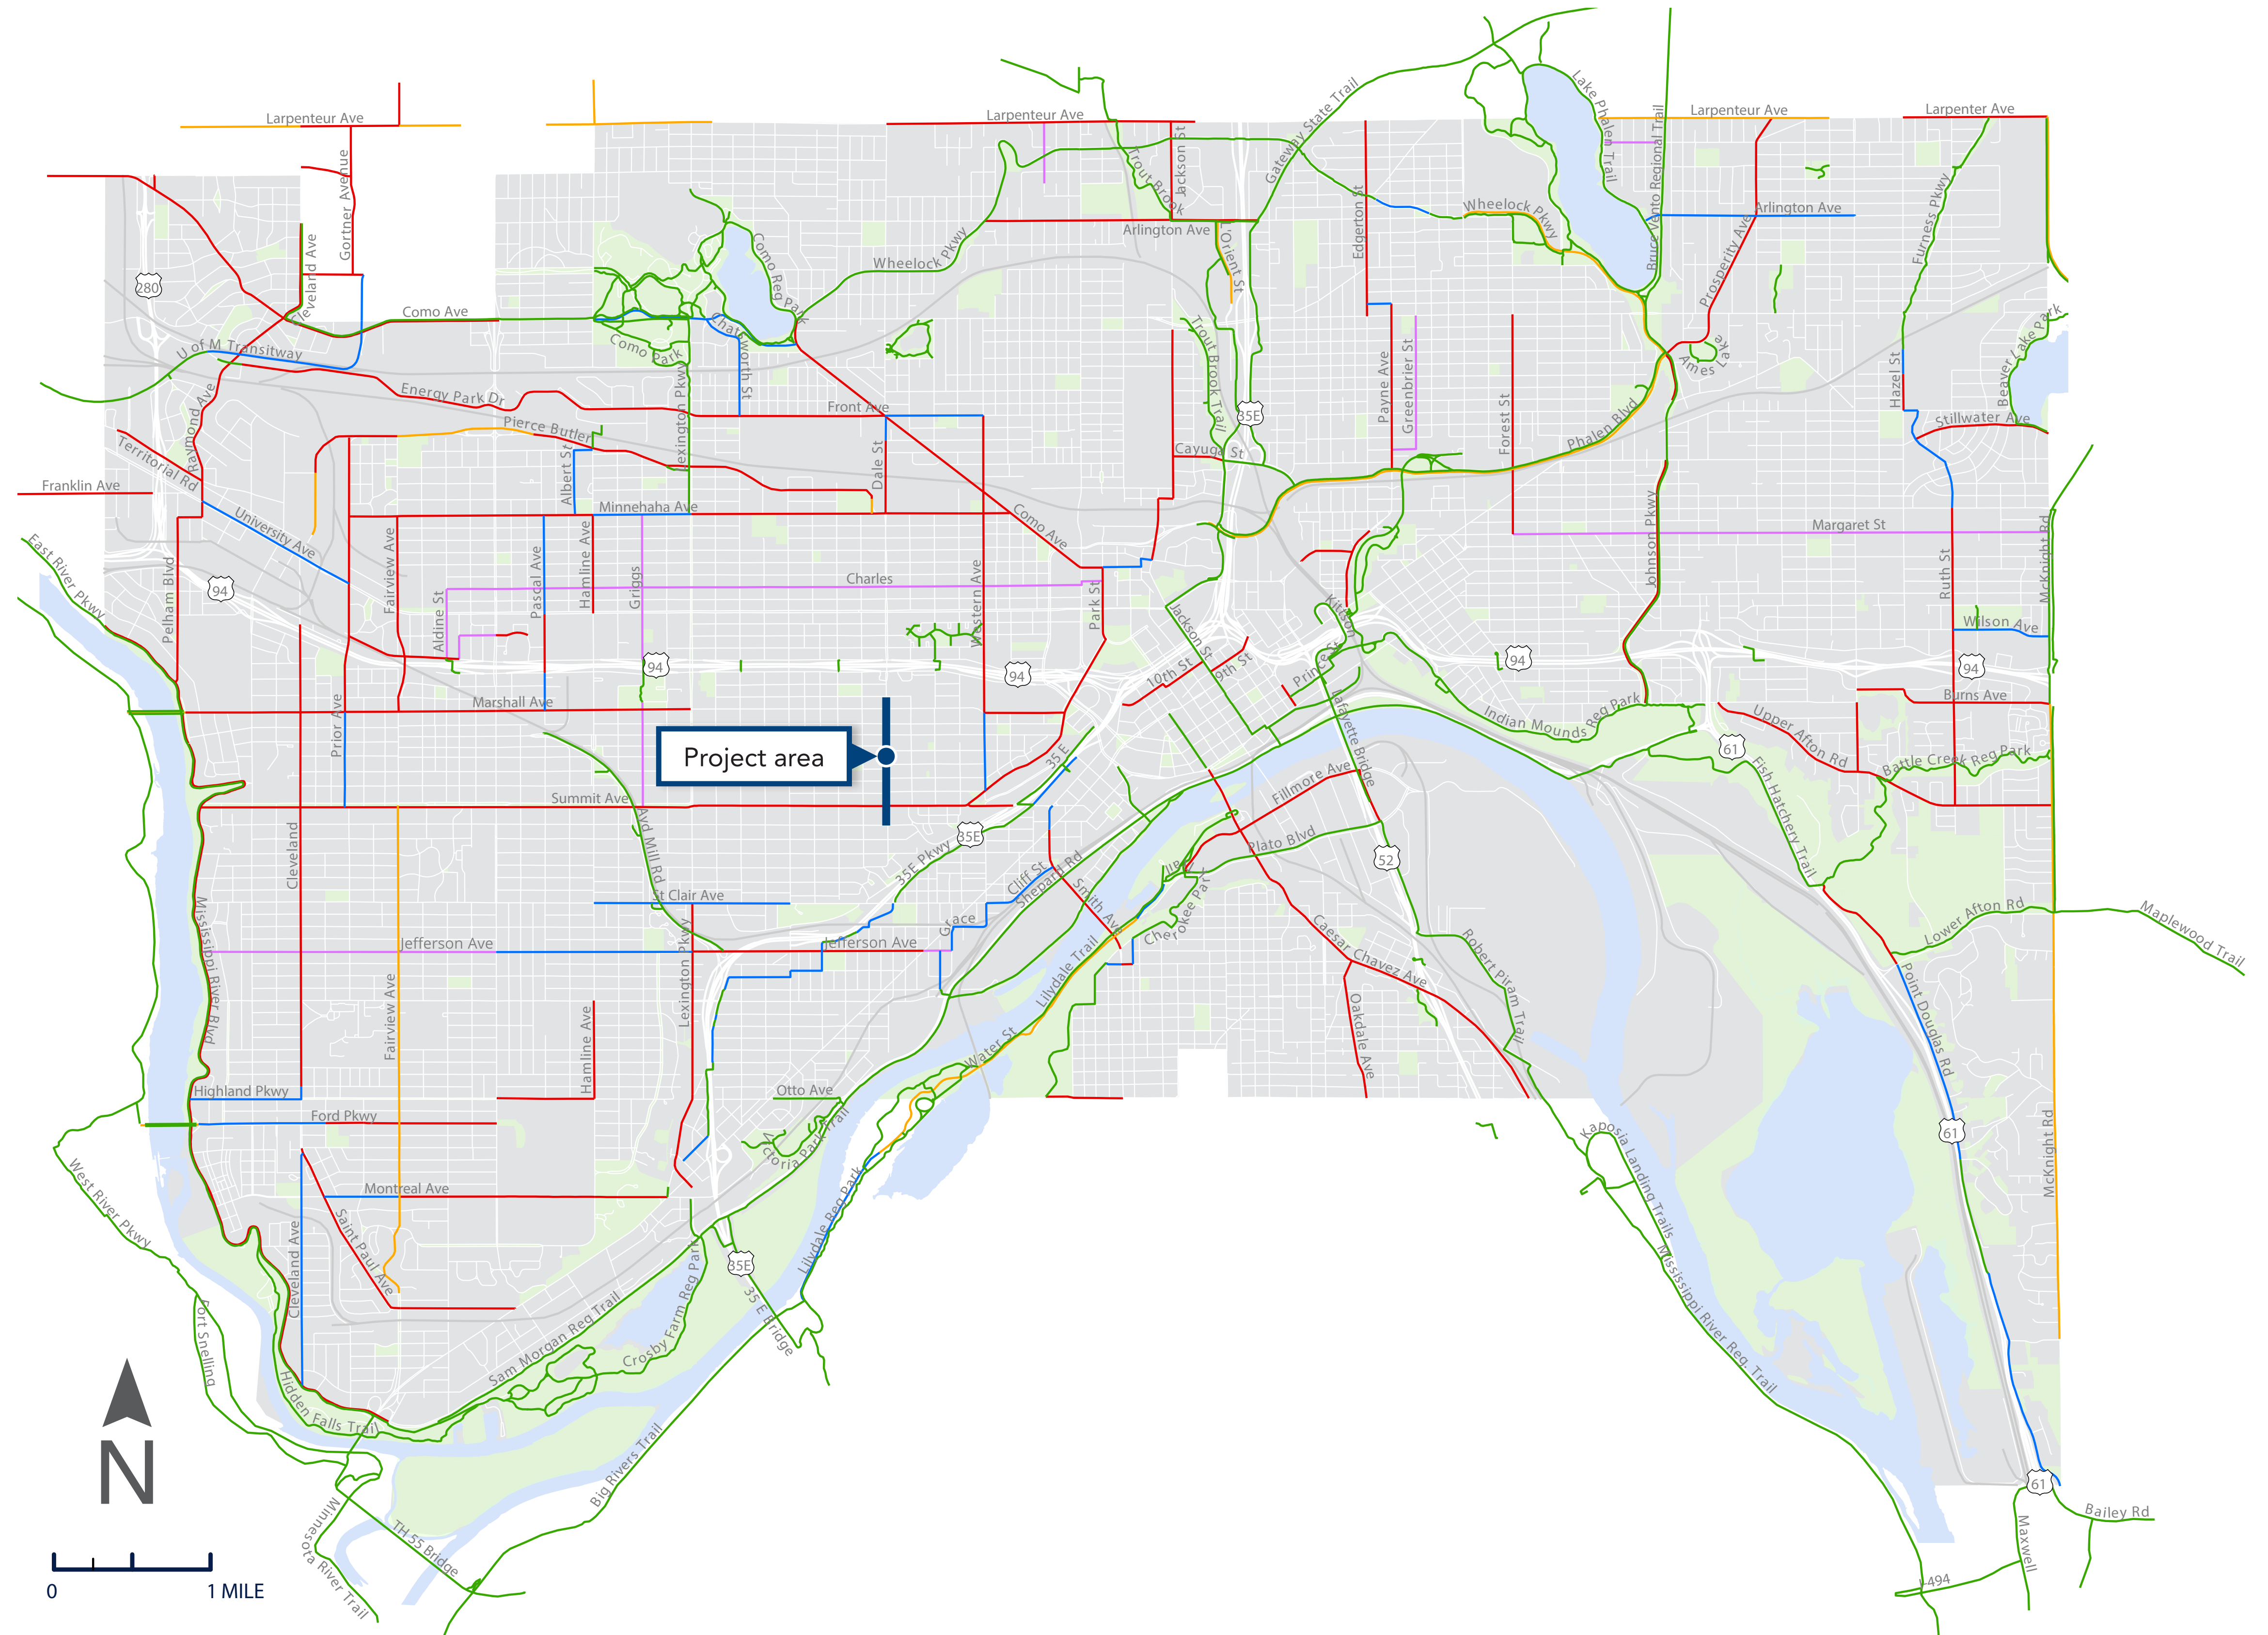 Larpenteur Ave
Larpenteur Ave
Larpenteur Ave
Larpenter Ave
Gortner Avenue
Cleveland Ave
Cleveland Ave
280
Como Ave
U of M Transitway
Raymond Ave
Territorial Rd
Franklin Ave
University Ave
Energy Park Dr
Pierce Butler
Front Ave
Albert St
Minnehaha Ave
Dale St
Como Park
Como Reg Park
Chatsworth St
Lexington Pkwy
Wheelock Pkwy
Trout Brook
Jackson St
Arlington Ave
L'Orient St
Gateway State Trail
Edgerton St
Wheelock Pkwy
Lake Phalen Trail
Bruce Vento Regional Trail
Arlington Ave
Prosperity Ave
Furness Pkwy
Ames Lake
Hazel St
Beaver Lake Park
Stillwater Ave
Trout Brook Trail
35E
Cayuga St
Payne Ave
Greenbrier St
Forest St
Phalen Blvd
Johnson Pkwy
Margaret St
McKnight Rd
Ruth St
Wilson Ave
East River Pkwy
Pelham Blvd
94
Fairview Ave
Aldine St
Pascal Ave
Hamline Ave
Griggs
Charles
Western Ave
Como Ave
Park St
94
94
Jackson St
10th St
9th St
Kittson
Prince St
94
94
Burns Ave
Marshall Ave
Prior Ave
Project area
Summit Ave
35 E
Lafayette Bridge
Indian Mounds Reg Park
61
Upper Afton Rd
Battle Creek Reg Park
Fish Hatchery Trail
Fillmore Ave
Plato Blvd
52
Cleveland
Ayd Mill Rd
35E
35E Pkwy
St Clair Ave
Cliff St
Shepard Rd
Smith Ave
Grace
Cherokee Park
Mississippi River Blvd
Jefferson Ave
Jefferson Ave
Lexington Pkwy
Lilydale Trail
Caesar Chavez Ave
Robert Piram Trail
Oakdale Ave
Lower Afton Rd
Maplewood Trail
Point Douglas Rd
Fairview Ave
Hamline Ave
Water St
Highland Pkwy
Ford Pkwy
Otto Ave
Victoria Park Trail
West River Pkwy
Montreal Ave
Saint Paul Ave
Cleveland Ave
Lilydale Reg Park
Kaposia Landing Trails
61
McKnight Rd
Fort Snelling
35E
35 E Bridge
Crosby Farm Reg Park
Sam Morgan Reg Trail
Hidden Falls Trail
Mississippi River Reg. Trail
N
Big Rivers Trail
Minnesota River Trail
TH 55 Bridge
61
Bailey Rd
Maxwell
I-494
0
1 MILE